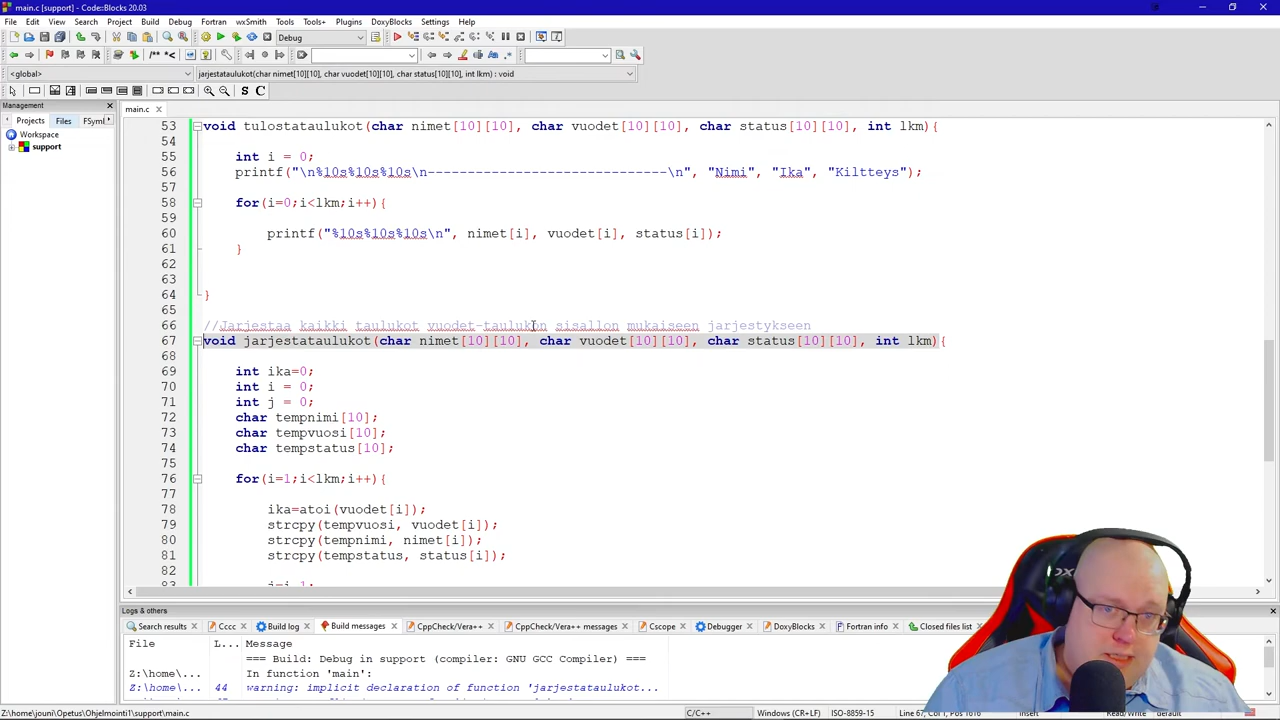 main.c [support] - Code::Blocks 20.03
File Edit View Search Project Build Debug Fortran wxSmith Tools Tools+ Plugins DoxyBlocks Settings Help
Debug
/** *<
<global> jarjestataulukot(char nimet[10][10], char vuodet[10][10], char status[10][10], int lkm) : void
S C
Management
main.c
Projects Files FSym
Workspace
support
53 void tulostataulukot(char nimet[10][10], char vuodet[10][10], char status[10][10], int lkm){
54
55 int i = 0;
56 printf("\n%10s%10s%10s\n------------------------------\n", "Nimi", "Ika", "Kiltteys");
57
58 for(i=0;i<lkm;i++){
59
60 printf("%10s%10s%10s\n", nimet[i], vuodet[i], status[i]);
61 }
62
63
64 }
65
66 //Jarjestaa kaikki taulukot vuodet-taulukon sisallon mukaiseen jarjestykseen
67 void jarjestataulukot(char nimet[10][10], char vuodet[10][10], char status[10][10], int lkm){
68
69 int ika=0;
70 int i = 0;
71 int j = 0;
72 char tempnimi[10];
73 char tempvuosi[10];
74 char tempstatus[10];
75
76 for(i=1;i<lkm;i++){
77
78 ika=atoi(vuodet[i]);
79 strcpy(tempvuosi, vuodet[i]);
80 strcpy(tempnimi, nimet[i]);
81 strcpy(tempstatus, status[i]);
82
83 j=i-1;
Logs & others
Search results Cccc Build log Build messages CppCheck/Vera++ CppCheck/Vera++ messages Cscope Debugger DoxyBlocks Fortran info Closed files list
File L... Message
=== Build: Debug in support (compiler: GNU GCC Compiler) ===
Z:\home\... In function 'main':
Z:\home\... 44 warning: implicit declaration of function 'jarjestataulukot...
Z:\home\jouni\Opetus\Ohjelmointi1\support\main.c C/C++ Windows (CR+LF) ISO-8859-15 Line 67, Col 1, Pos 1616 Insert Read/Write default